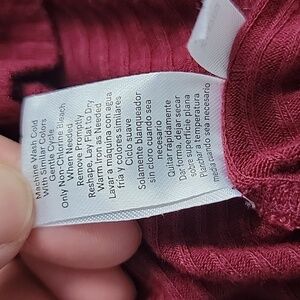 Machine Wash Cold
With Similar Colors
Gentle Cycle
Only Non-Chlorine Bleach
When Needed
Remove Promptly
Reshape, Lay Flat to Dry
Warm Iron as Needed
Lavar a máquina con agua
fría y colores similares
Ciclo suave
Solamente blanqueador
sin cloro cuando sea
necesario
Quitar rápidamente
Dar forma, dejar secar
sobre superficie plana
Planchar a temperatura
media cuando sea necesario